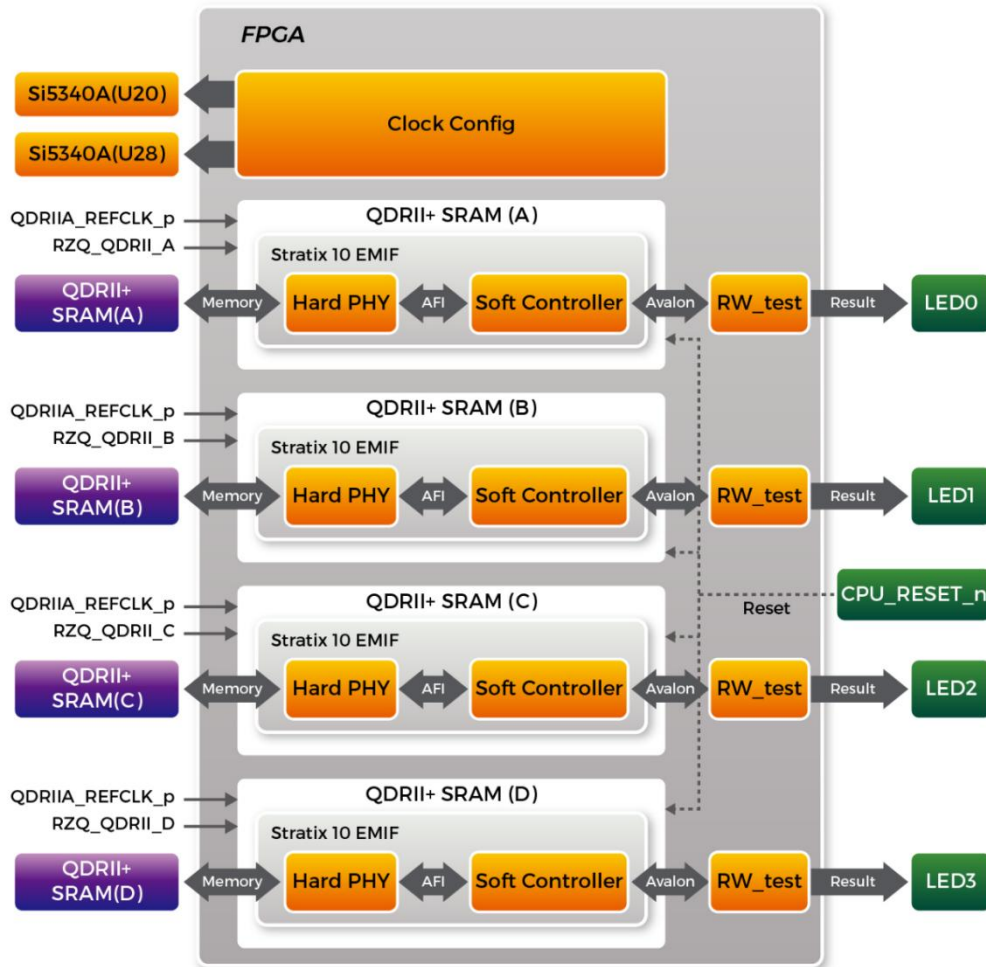 FPGA
Si5340A(U20)
Si5340A(U28)
Clock Config
QDRIIA_REFCLK_p
RZQ_QDRII_A
QDRII+ SRAM (A)
Stratix 10 EMIF
QDRII+
SRAM(A)
Memory
Hard PHY
AFI
Soft Controller
Avalon
RW_test
Result
LED0
QDRIIA_REFCLK_p
RZQ_QDRII_B
QDRII+ SRAM (B)
Stratix 10 EMIF
QDRII+
SRAM(B)
Memory
Hard PHY
AFI
Soft Controller
Avalon
RW_test
Result
LED1
CPU_RESET_n
Reset
QDRIIA_REFCLK_p
RZQ_QDRII_C
QDRII+ SRAM (C)
Stratix 10 EMIF
QDRII+
SRAM(C)
Memory
Hard PHY
AFI
Soft Controller
Avalon
RW_test
Result
LED2
QDRIIA_REFCLK_p
RZQ_QDRII_D
QDRII+ SRAM (D)
Stratix 10 EMIF
QDRII+
SRAM(D)
Memory
Hard PHY
AFI
Soft Controller
Avalon
RW_test
Result
LED3